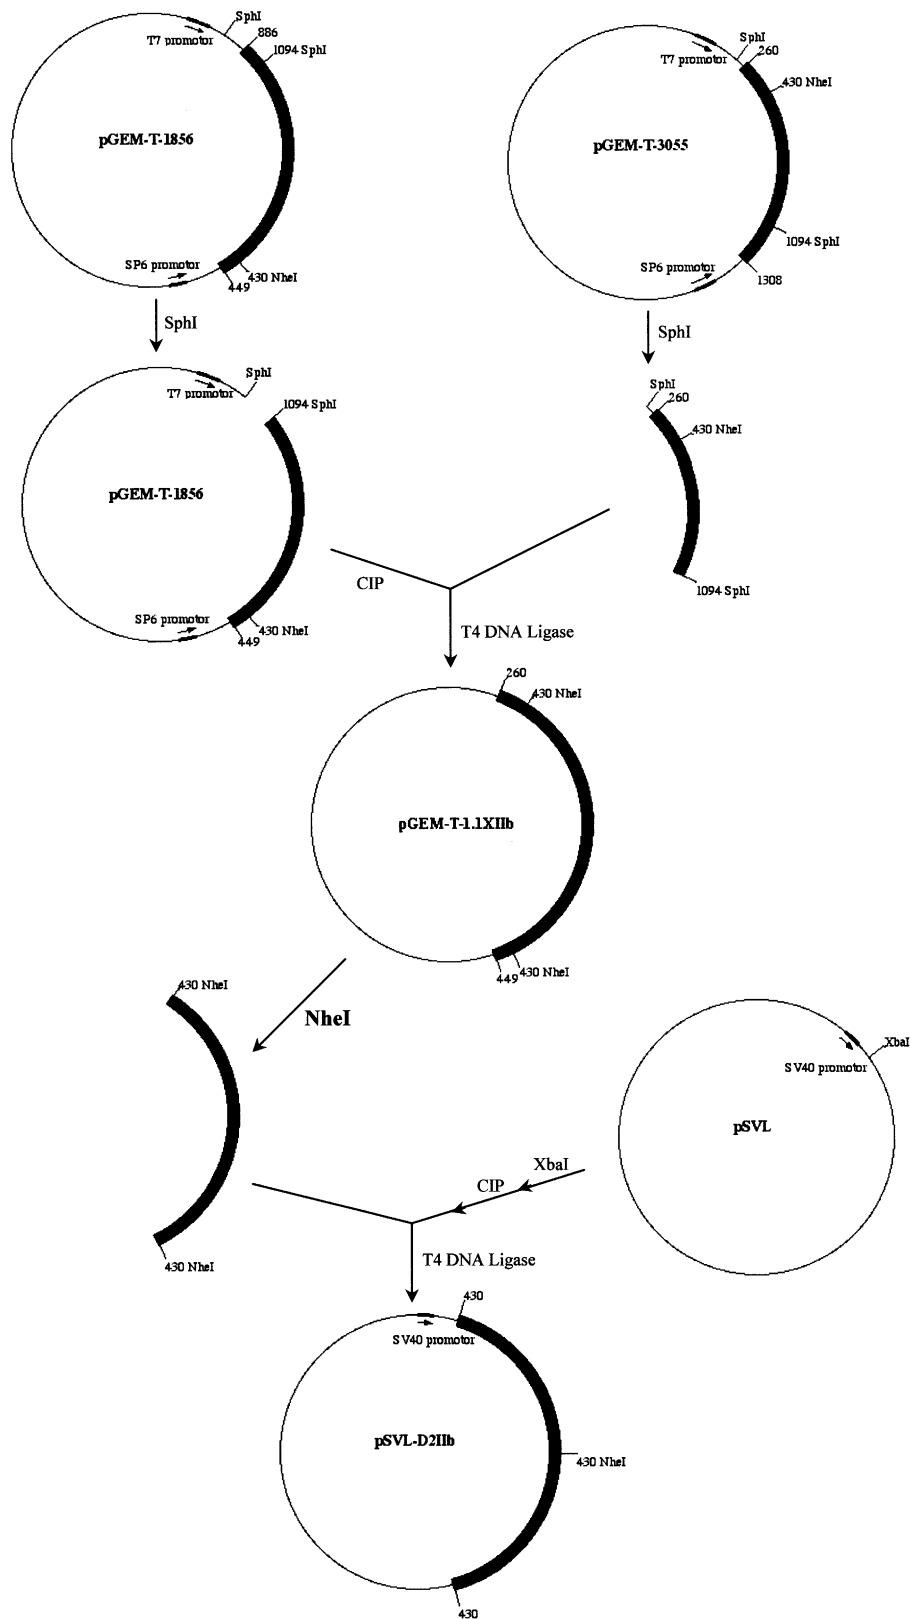 SphI
886
1094 SphI
T7 promotor
pGEM-T-1856
SP6 promotor
430 NheI
449
SphI
260
430 NheI
T7 promotor
pGEM-T-3055
1094 SphI
SP6 promotor
1308
SphI
SphI
SphI
T7 promotor
1094 SphI
pGEM-T-1856
SP6 promotor
430 NheI
449
SphI
260
430 NheI
1094 SphI
CIP
T4 DNA Ligase
260
430 NheI
pGEM-T-1.1XIIb
449
430 NheI
NheI
430 NheI
430 NheI
XbaI
SV40 promotor
pSVL
XbaI
CIP
T4 DNA Ligase
430
SV40 promotor
pSVL-D2IIb
430 NheI
430